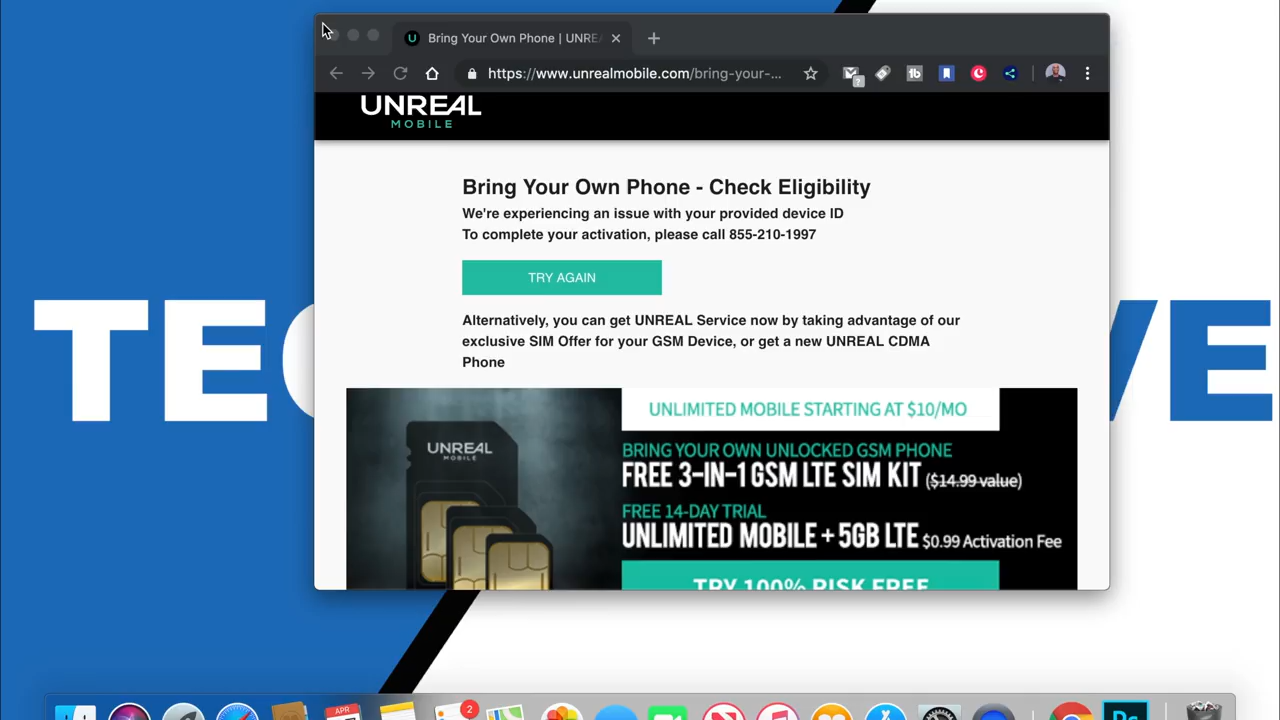 Bring Your Own Phone | UNRE
https://www.unrealmobile.com/bring-your-...
?
tb
UNREAL
MOBILE
Bring Your Own Phone - Check Eligibility
We're experiencing an issue with your provided device ID
To complete your activation, please call 855-210-1997
TRY AGAIN
Alternatively, you can get UNREAL Service now by taking advantage of our
exclusive SIM Offer for your GSM Device, or get a new UNREAL CDMA
Phone
UNREAL
MOBILE
UNLIMITED MOBILE STARTING AT $10/MO
BRING YOUR OWN UNLOCKED GSM PHONE
FREE 3-IN-1 GSM LTE SIM KIT ($14.99 value)
FREE 14-DAY TRIAL
UNLIMITED MOBILE + 5GB LTE $0.99 Activation Fee
TRY 100% RISK FREE
TE
VE
APR
2